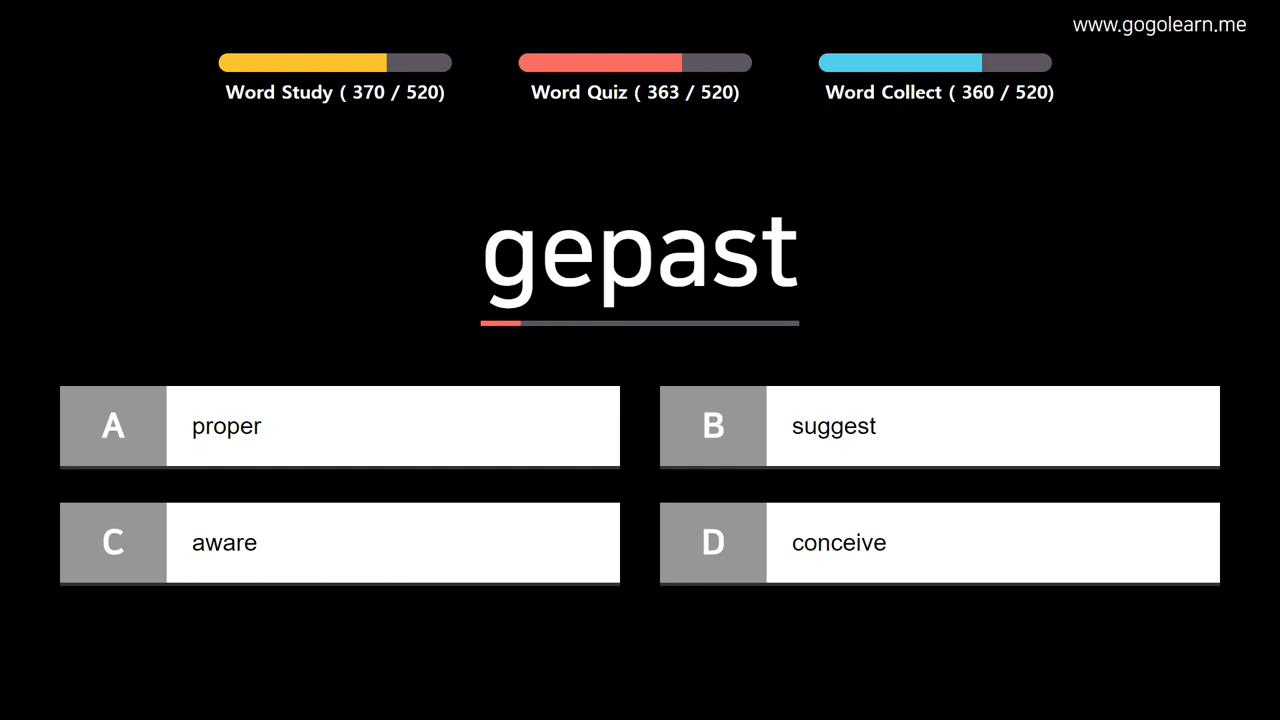 www.gogolearn.me
Word Study ( 370 / 520)
Word Quiz ( 363 / 520)
Word Collect ( 360 / 520)
gepast
A proper
B suggest
C aware
D conceive